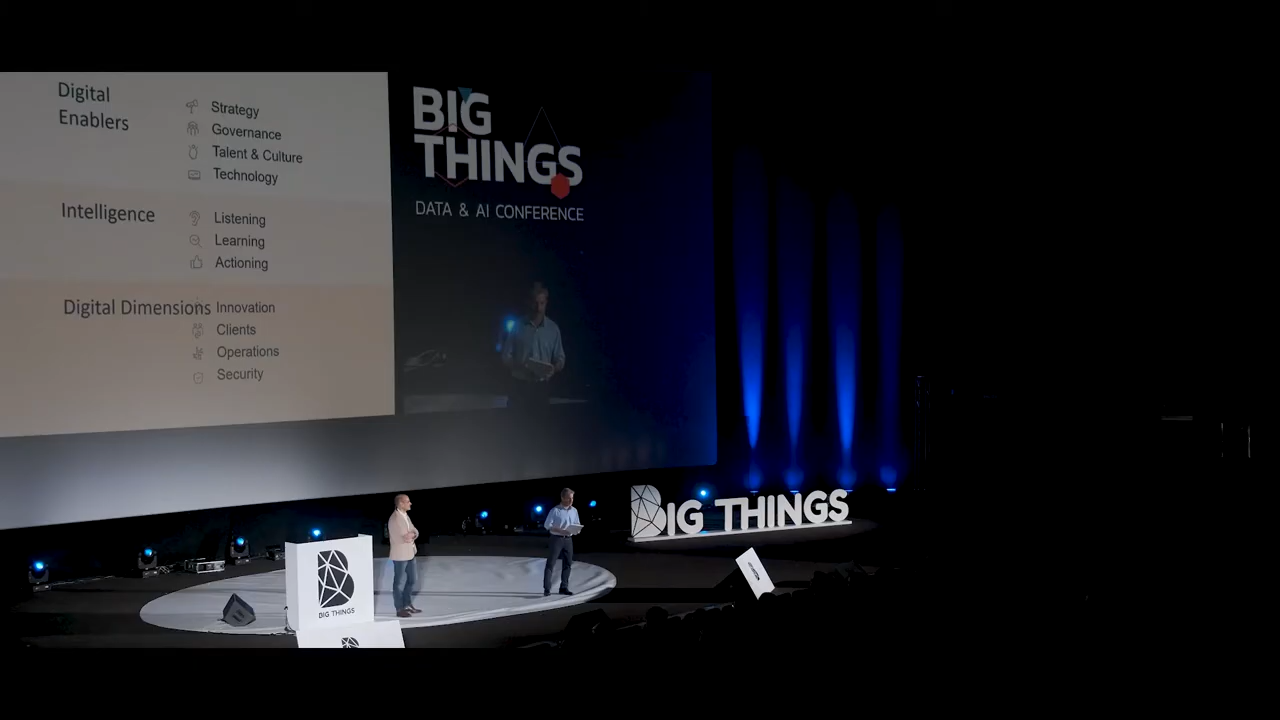 Digital
Enablers
Strategy
Governance
Talent & Culture
Technology
Intelligence
Listening
Learning
Actioning
Digital Dimensions
Innovation
Clients
Operations
Security
BIG
THINGS
DATA & AI CONFERENCE
BIG THINGS
BIG THINGS